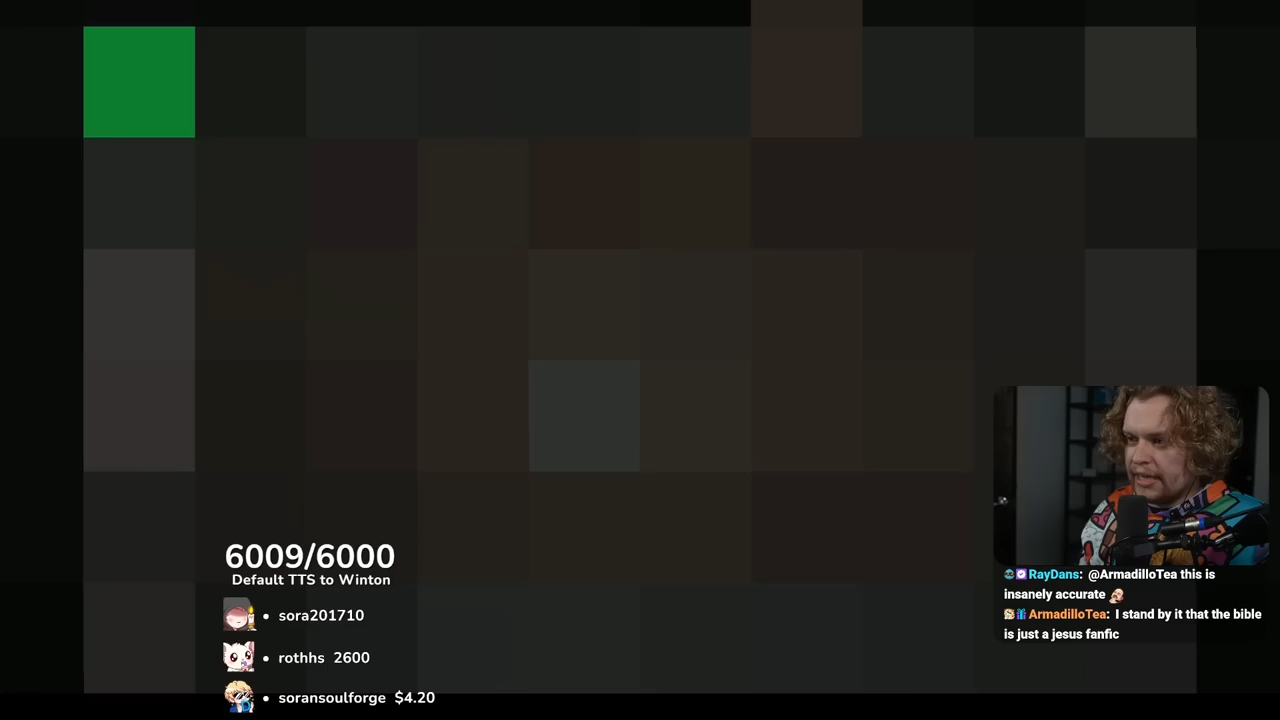 6009/6000
Default TTS to Winton
• sora201710
• rothhs 2600
• soransoulforge $4.20
RayDans: @ArmadilloTea this is
insanely accurate
ArmadilloTea: I stand by it that the bible
is just a jesus fanfic